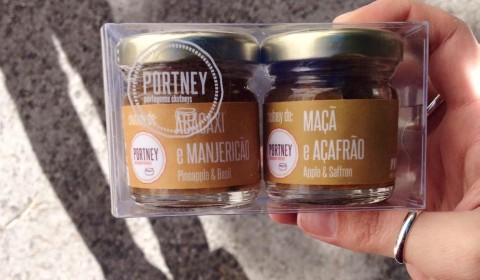 PORTNEY
portuguese chutneys
chutney de:
ABACAXI
e MANJERICÃO
Pineapple & Basil
PORTNEY
chutney de:
MAÇÃ
e AÇAFRÃO
Apple & Saffron
PORTNEY